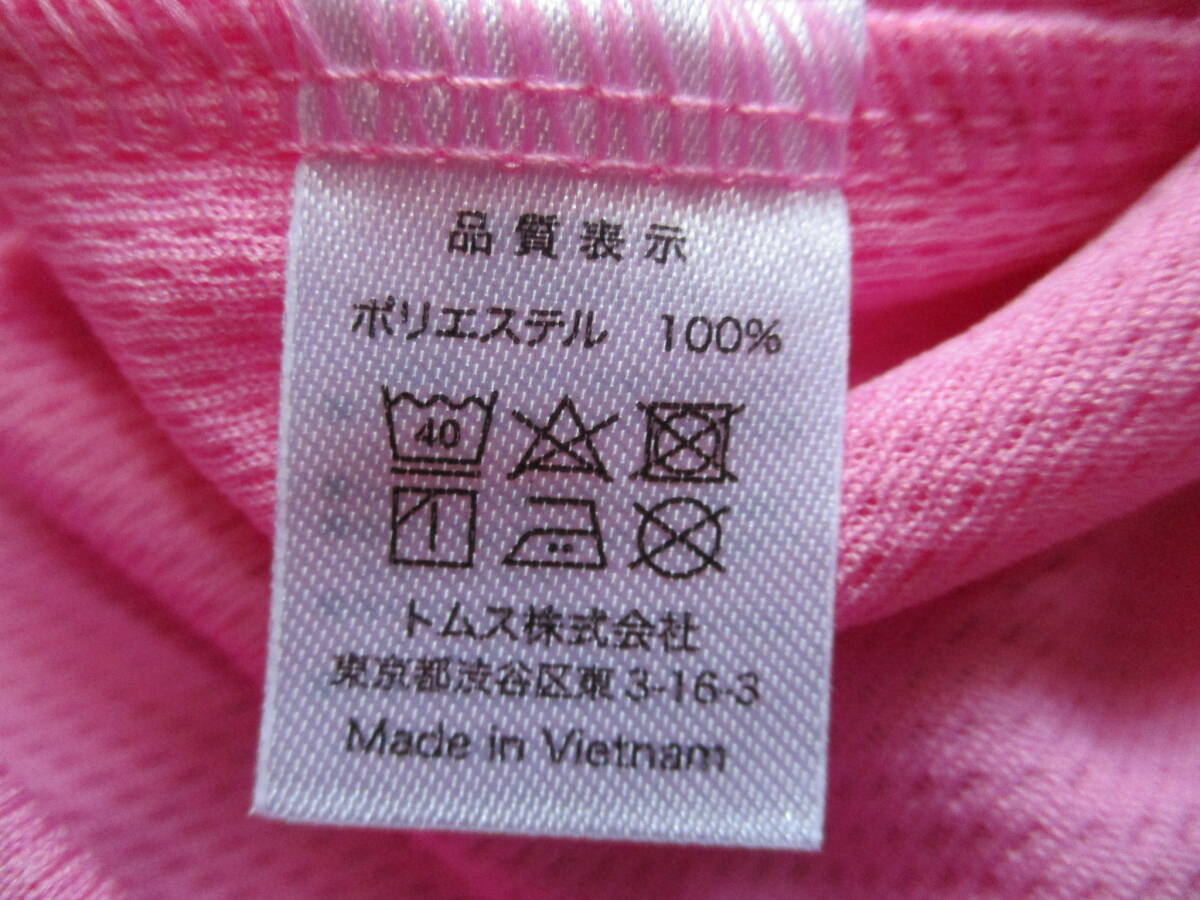 品質表示
ポリエステル 100%
40
トムス株式会社
東京都渋谷区東 3-16-3
Made in Vietnam